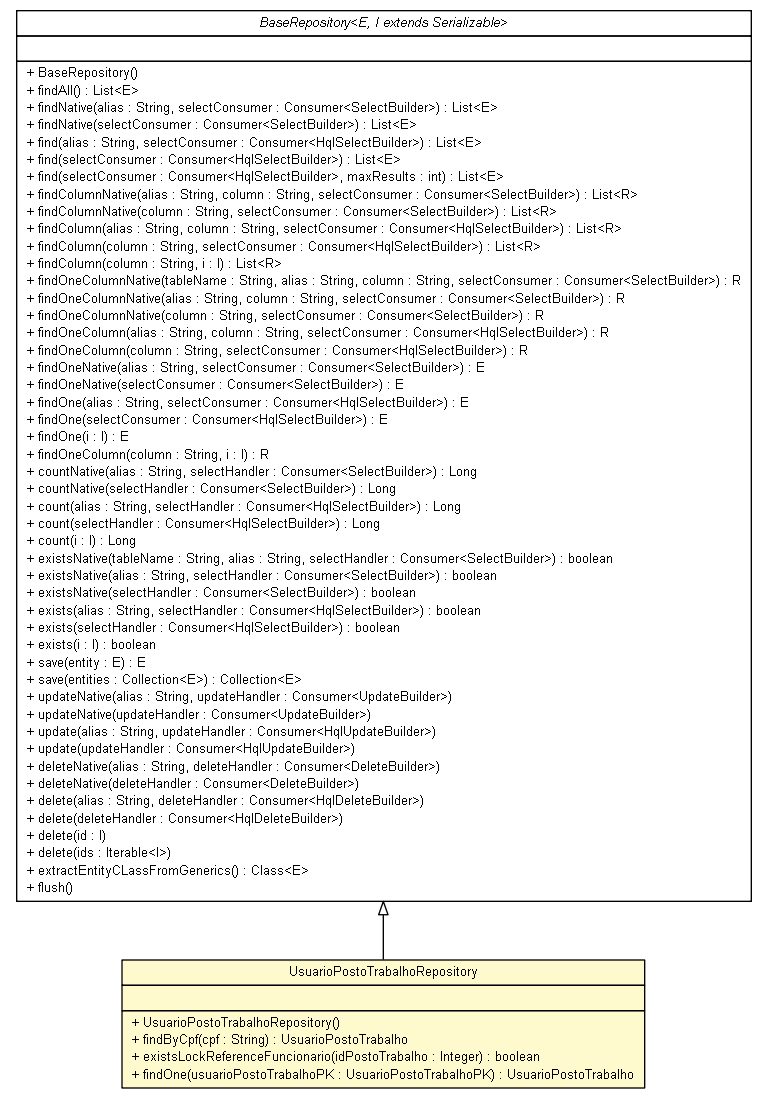 BaseRepository<E, I extends Serializable>
+ BaseRepository()
+ findAll() : List<E>
+ findNative(alias : String, selectConsumer : Consumer<SelectBuilder>) : List<E>
+ findNative(selectConsumer : Consumer<SelectBuilder>) : List<E>
+ find(alias : String, selectConsumer : Consumer<HqlSelectBuilder>) : List<E>
+ find(selectConsumer : Consumer<HqlSelectBuilder>) : List<E>
+ find(selectConsumer : Consumer<HqlSelectBuilder>, maxResults : int) : List<E>
+ findColumnNative(alias : String, column : String, selectConsumer : Consumer<SelectBuilder>) : List<R>
+ findColumnNative(column : String, selectConsumer : Consumer<SelectBuilder>) : List<R>
+ findColumn(alias : String, column : String, selectConsumer : Consumer<HqlSelectBuilder>) : List<R>
+ findColumn(column : String, selectConsumer : Consumer<HqlSelectBuilder>) : List<R>
+ findColumn(column : String, i : I) : List<R>
+ findOneColumnNative(tableName : String, alias : String, column : String, selectConsumer : Consumer<SelectBuilder>) : R
+ findOneColumnNative(alias : String, column : String, selectConsumer : Consumer<SelectBuilder>) : R
+ findOneColumnNative(column : String, selectConsumer : Consumer<SelectBuilder>) : R
+ findOneColumn(alias : String, column : String, selectConsumer : Consumer<HqlSelectBuilder>) : R
+ findOneColumn(column : String, selectConsumer : Consumer<HqlSelectBuilder>) : R
+ findOneNative(alias : String, selectConsumer : Consumer<SelectBuilder>) : E
+ findOneNative(selectConsumer : Consumer<SelectBuilder>) : E
+ findOne(alias : String, selectConsumer : Consumer<HqlSelectBuilder>) : E
+ findOne(selectConsumer : Consumer<HqlSelectBuilder>) : E
+ findOne(i : I) : E
+ findOneColumn(column : String, i : I) : R
+ countNative(alias : String, selectHandler : Consumer<SelectBuilder>) : Long
+ countNative(selectHandler : Consumer<SelectBuilder>) : Long
+ count(alias : String, selectHandler : Consumer<HqlSelectBuilder>) : Long
+ count(selectHandler : Consumer<HqlSelectBuilder>) : Long
+ count(i : I) : Long
+ existsNative(tableName : String, alias : String, selectHandler : Consumer<SelectBuilder>) : boolean
+ existsNative(alias : String, selectHandler : Consumer<SelectBuilder>) : boolean
+ existsNative(selectHandler : Consumer<SelectBuilder>) : boolean
+ exists(alias : String, selectHandler : Consumer<HqlSelectBuilder>) : boolean
+ exists(selectHandler : Consumer<HqlSelectBuilder>) : boolean
+ exists(i : I) : boolean
+ save(entity : E) : E
+ save(entities : Collection<E>) : Collection<E>
+ updateNative(alias : String, updateHandler : Consumer<UpdateBuilder>)
+ updateNative(updateHandler : Consumer<UpdateBuilder>)
+ update(alias : String, updateHandler : Consumer<HqlUpdateBuilder>)
+ update(updateHandler : Consumer<HqlUpdateBuilder>)
+ deleteNative(alias : String, deleteHandler : Consumer<DeleteBuilder>)
+ deleteNative(deleteHandler : Consumer<DeleteBuilder>)
+ delete(alias : String, deleteHandler : Consumer<HqlDeleteBuilder>)
+ delete(deleteHandler : Consumer<HqlDeleteBuilder>)
+ delete(id : I)
+ delete(ids : Iterable<I>)
+ extractEntityCLassFromGenerics() : Class<E>
+ flush()
UsuarioPostoTrabalhoRepository
+ UsuarioPostoTrabalhoRepository()
+ findByCpf(cpf : String) : UsuarioPostoTrabalho
+ existsLockReferenceFuncionario(idPostoTrabalho : Integer) : boolean
+ findOne(usuarioPostoTrabalhoPK : UsuarioPostoTrabalhoPK) : UsuarioPostoTrabalho